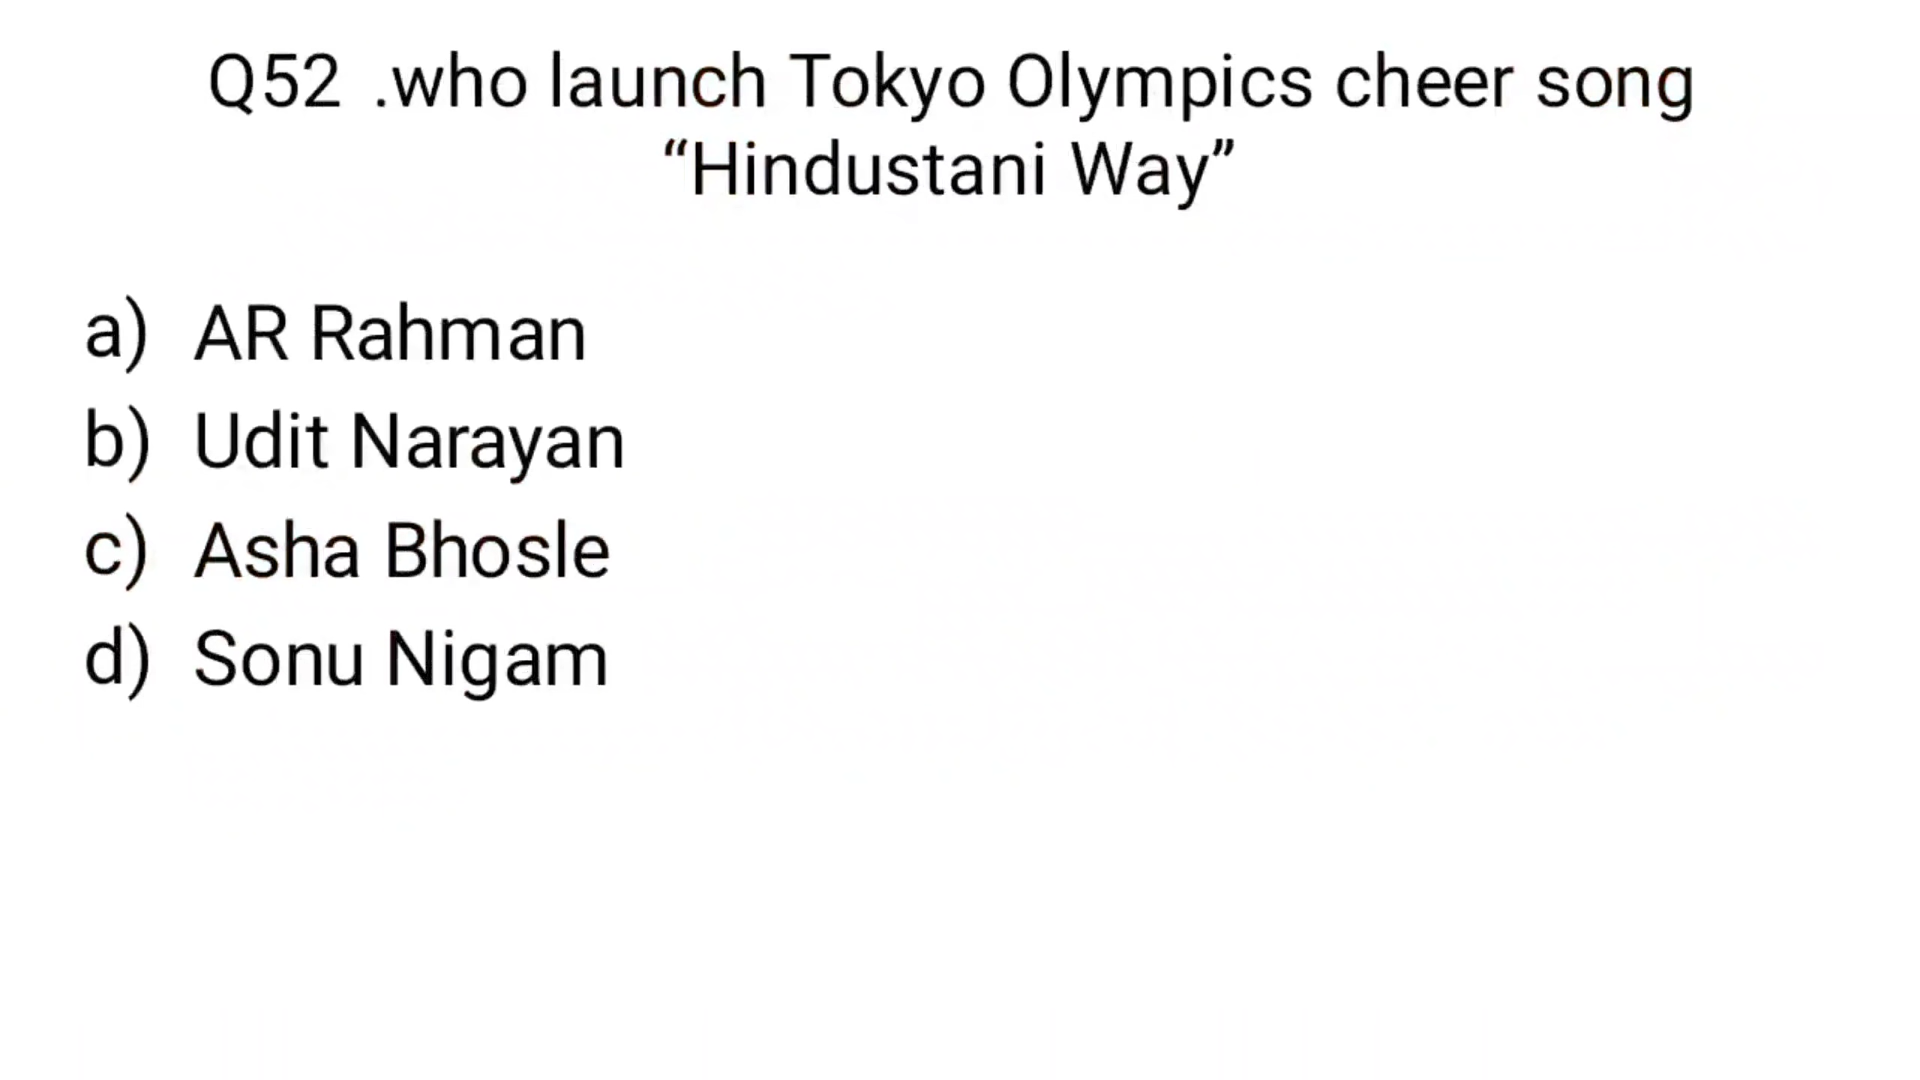 Q52 .who launch Tokyo Olympics cheer song
“Hindustani Way”
a) AR Rahman
b) Udit Narayan
c) Asha Bhosle
d) Sonu Nigam